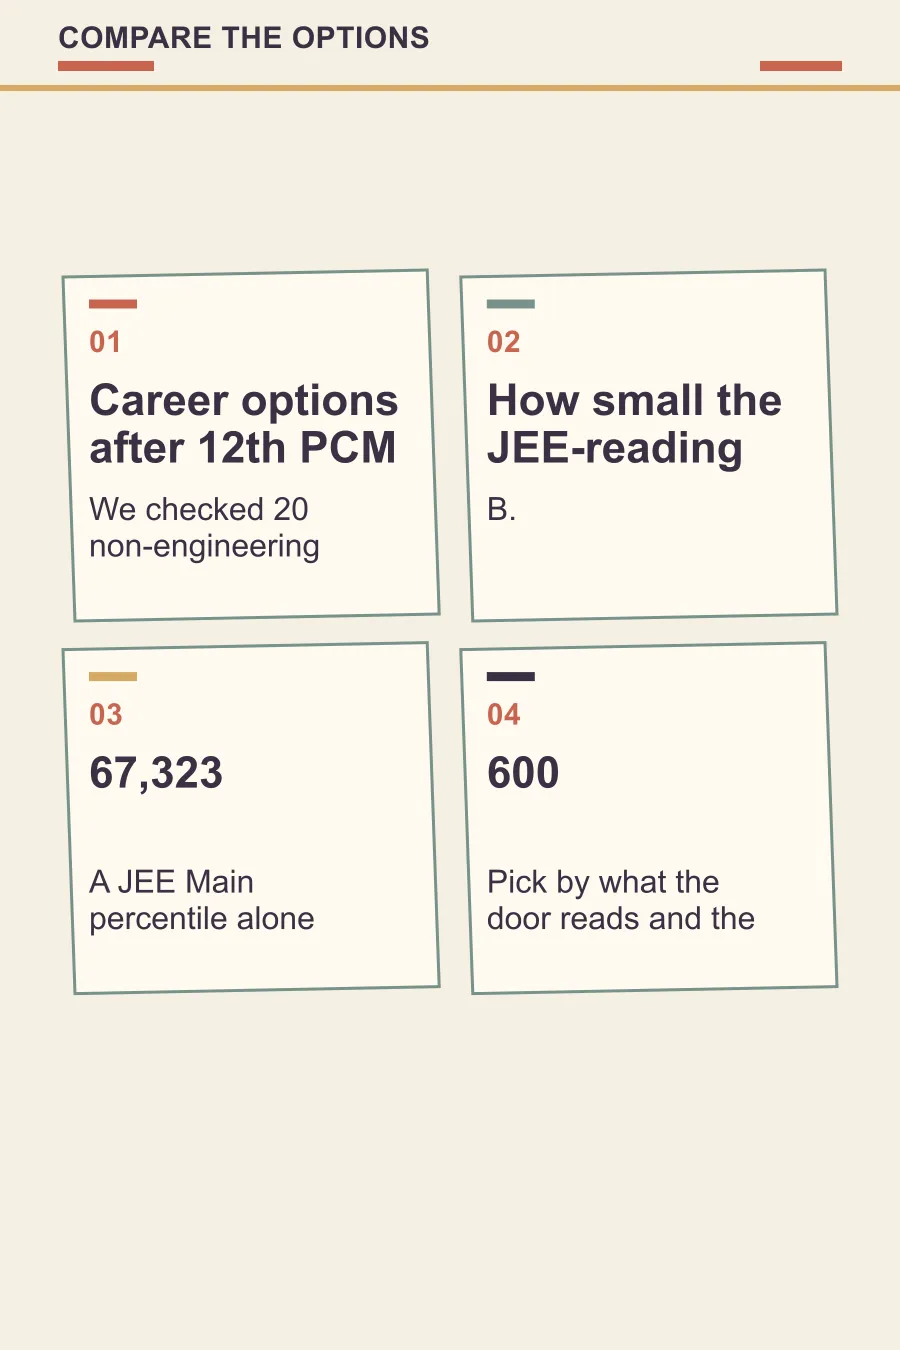 COMPARE THE OPTIONS
01
Career options
after 12th PCM
We checked 20
non-engineering
02
How small the
JEE-reading
B.
03
67,323
A JEE Main
percentile alone
04
600
Pick by what the
door reads and the